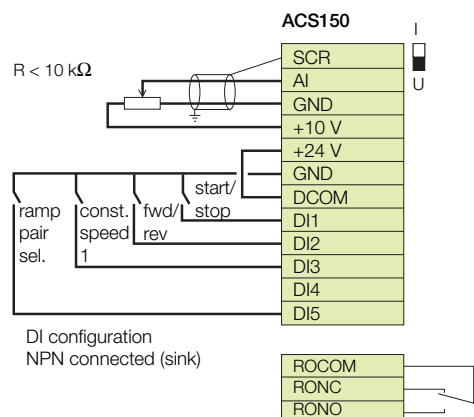 ACS150
I
SCR
R < 10 kΩ
AI
U
GND
+10 V
+24 V
GND
DCOM
start/
stop
ramp
pair
sel.
const.
speed
1
fwd/
rev
DI1
DI2
DI3
DI4
DI5
DI configuration
NPN connected (sink)
ROCOM
RONC
RONO